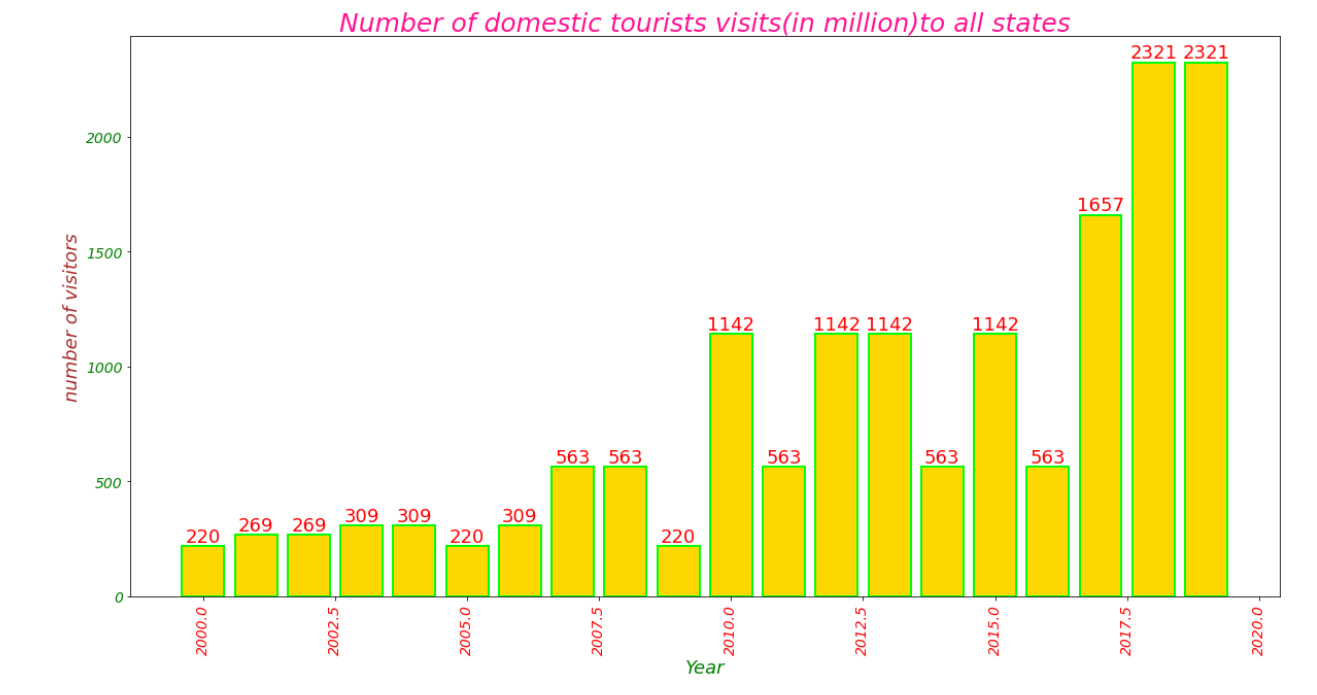 Number of domestic tourists visits(in million)to all states
2321 2321
2000
1657
1500
number of visitors
1142 1142 1142 1142
1000
563 563 563 563 563
500
309 309 309
269 269
220 220 220
0
2000.0 2002.5 2005.0 2007.5 2010.0 2012.5 2015.0 2017.5 2020.0
Year